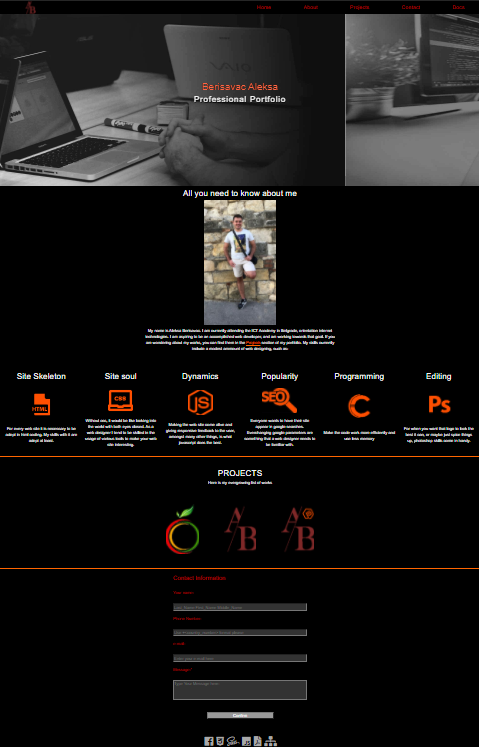 Home About Projects Contact Docs
VAIO
Berisavac Aleksa
Professional Portfolio
All you need to know about me
My name is Aleksa Berisavac. I am currently attending the ICT Academy in Belgrade, orientation internet
technologies. I am aspiring to be an accomplished web developer, and am working towards that goal. If you
are wondering about my works, you can find them in the Projects section of my portfolio. My skills currently
include a modest ammount of web designing, such as:
Site Skeleton
HTML
For every web site it is necessary to be
adept in html coding. My skills with it are
adept at least.
Site soul
CSS
Without css, it would be like looking into
the world with both eyes closed. As a
web designer I tend to be skilled in the
usage of various tools to make your web
site interesting.
Dynamics
JS
Making the web site come alive and
giving responsive feedback to the user,
amongst many other things, is what
javascript does the best.
Popularity
SEO
Everyone wants to have their site
appear in google searches.
Everchanging google parameters are
something that a web designer needs to
be familiar with.
Programming
C
Make the code work more efficiently and
use less memory
Editing
Ps
For when you want that logo to look the
best it can, or maybe just spice things
up, photoshop skills come in handy.
PROJECTS
Here is my evergrowing list of works
A/B
A/B
Contact Information
Your name:
Phone Number:
e-mail:
Message:
Enter your e-mail here
Type Your Message Here
Confirm